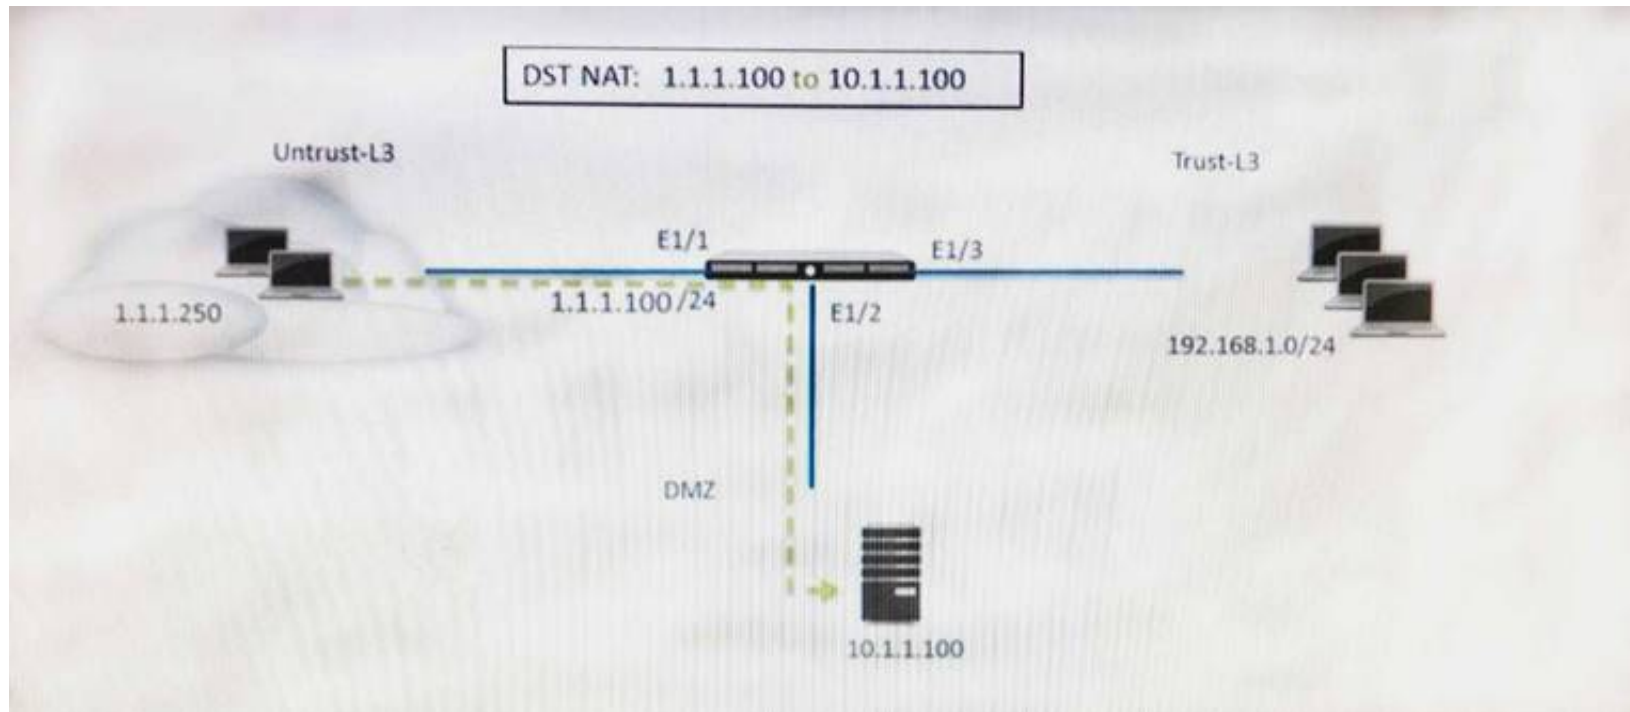 DST NAT: 1.1.1.100 to 10.1.1.100
Untrust-L3
Trust-L3
E1/1
E1/3
1.1.1.250
1.1.1.100/24
E1/2
192.168.1.0/24
DMZ
10.1.1.100